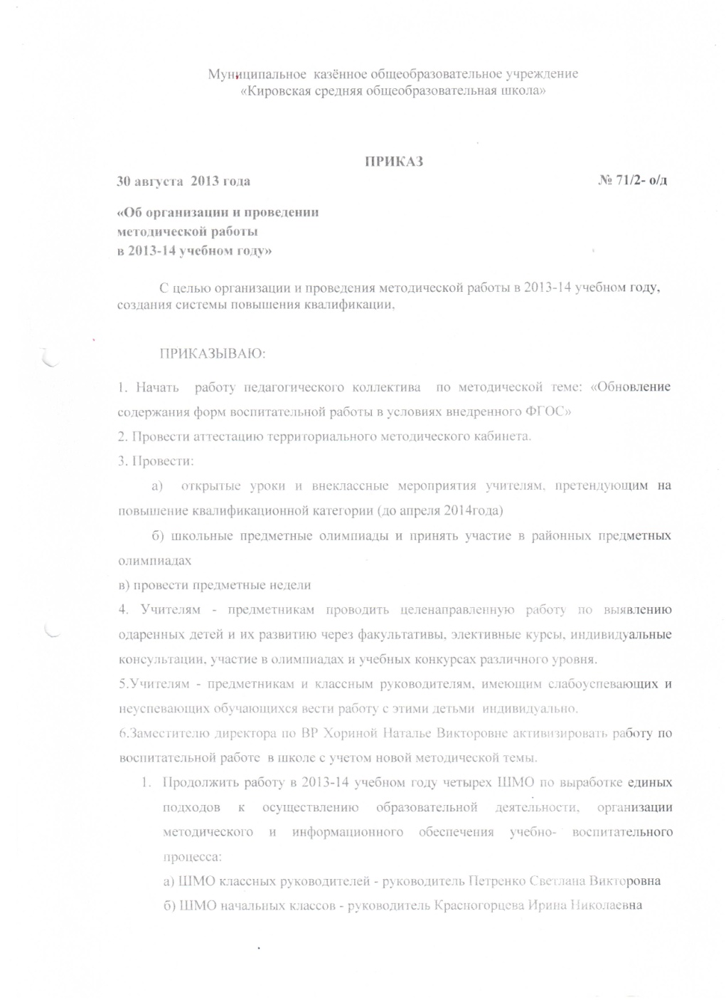 Муниципальное казённое общеобразовательное учреждение
«Кировская средняя общеобразовательная школа»
ПРИКАЗ
30 августа 2013 года № 71/2- о/д
«Об организации и проведении
методической работы
в 2013-14 учебном году»
С целью организации и проведения методической работы в 2013-14 учебном году,
создания системы повышения квалификации,
ПРИКАЗЫВАЮ:
1. Начать работу педагогического коллектива по методической теме: «Обновление
содержания форм воспитательной работы в условиях внедренного ФГОС»
2. Провести аттестацию территориального методического кабинета.
3. Провести:
а) открытые уроки и внеклассные мероприятия учителям, претендующим на
повышение квалификационной категории (до апреля 2014года)
б) школьные предметные олимпиады и принять участие в районных предметных
олимпиадах
в) провести предметные недели
4. Учителям - предметникам проводить целенаправленную работу по выявлению
одаренных детей и их развитию через факультативы, элективные курсы, индивидуальные
консультации, участие в олимпиадах и учебных конкурсах различного уровня.
5.Учителям - предметникам и классным руководителям, имеющим слабоуспевающих и
неуспевающих обучающихся вести работу с этими детьми индивидуально.
6.Заместителю директора по ВР Хориной Наталье Викторовне активизировать работу по
воспитательной работе в школе с учетом новой методической темы.
1. Продолжить работу в 2013-14 учебном году четырех ШМО по выработке единых
подходов к осуществлению образовательной деятельности, организации
методического и информационного обеспечения учебно- воспитательного
процесса:
а) ШМО классных руководителей - руководитель Петренко Светлана Викторовна
б) ШМО начальных классов - руководитель Красногорцева Ирина Николаевна